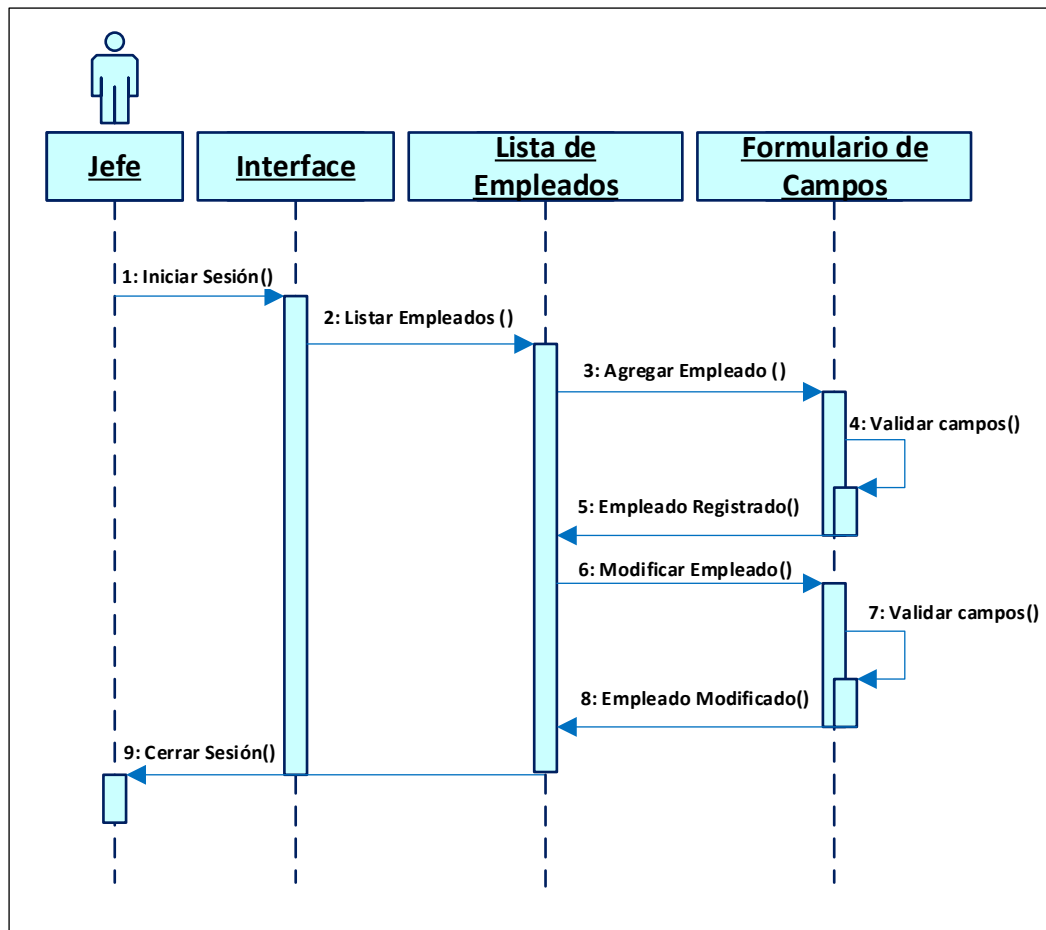 Jefe
Interface
Lista de
Empleados
Formulario de
Campos
1: Iniciar Sesión()
2: Listar Empleados ()
3: Agregar Empleado ()
4: Validar campos()
5: Empleado Registrado()
6: Modificar Empleado()
7: Validar campos()
8: Empleado Modificado()
9: Cerrar Sesión()